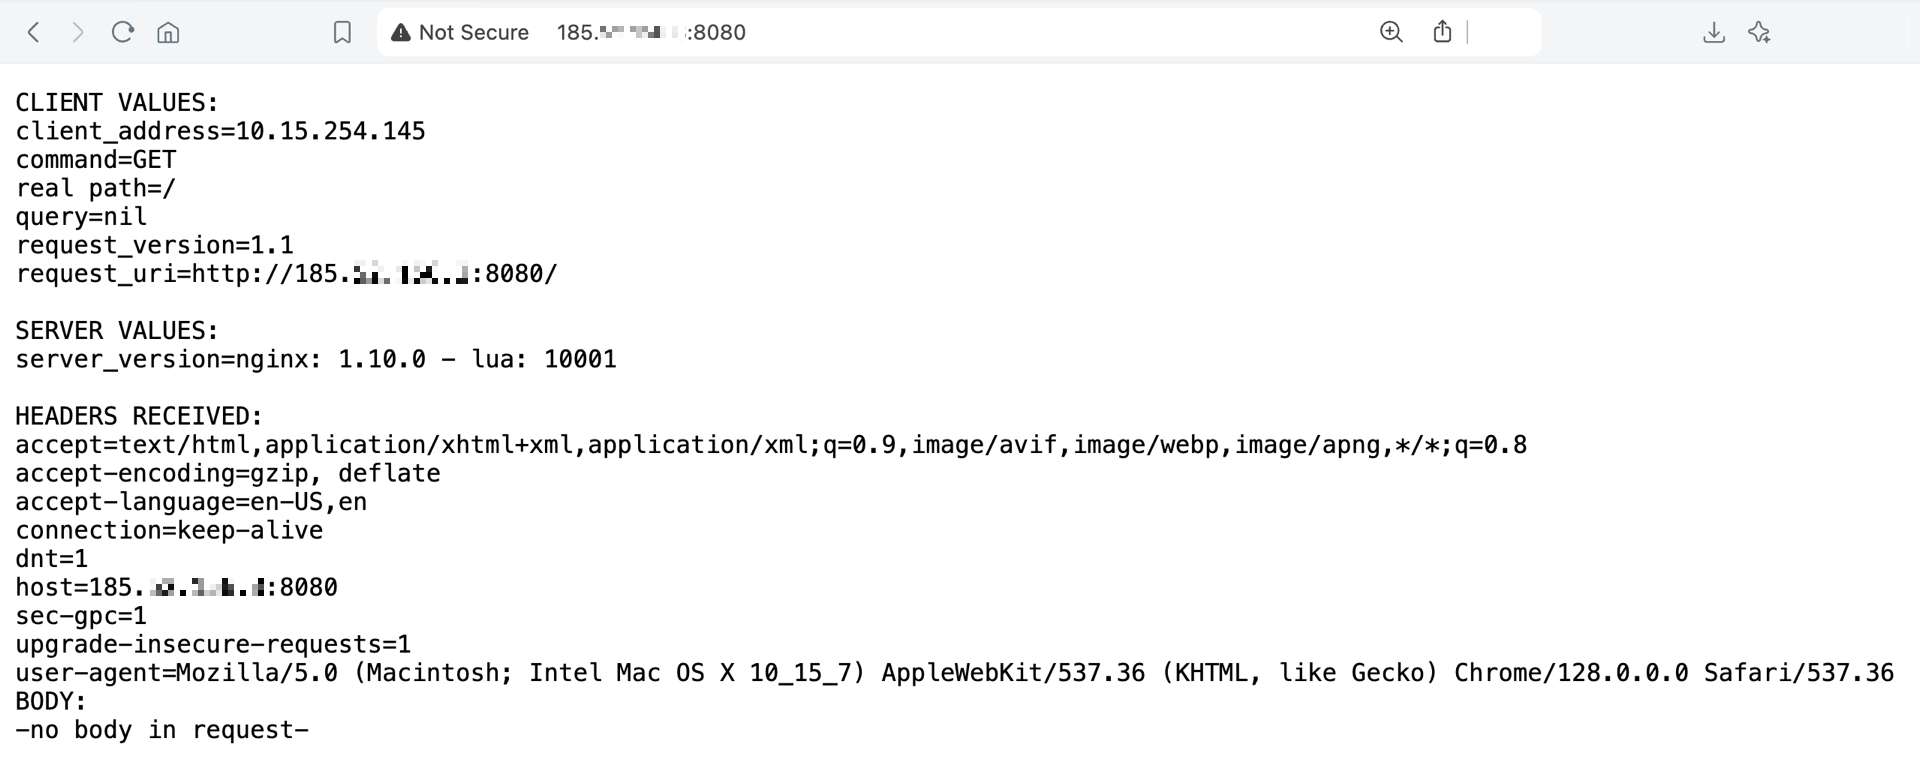 Not Secure 185. :8080
CLIENT VALUES:
client_address=10.15.254.145
command=GET
real path=/
query=nil
request_version=1.1
request_uri=http://185. :8080/
SERVER VALUES:
server_version=nginx: 1.10.0 - lua: 10001
HEADERS RECEIVED:
accept=text/html,application/xhtml+xml,application/xml;q=0.9,image/avif,image/webp,image/apng,*/*;q=0.8
accept-encoding=gzip, deflate
accept-language=en-US,en
connection=keep-alive
dnt=1
host=185. :8080
sec-gpc=1
upgrade-insecure-requests=1
user-agent=Mozilla/5.0 (Macintosh; Intel Mac OS X 10_15_7) AppleWebKit/537.36 (KHTML, like Gecko) Chrome/128.0.0.0 Safari/537.36
BODY:
-no body in request-